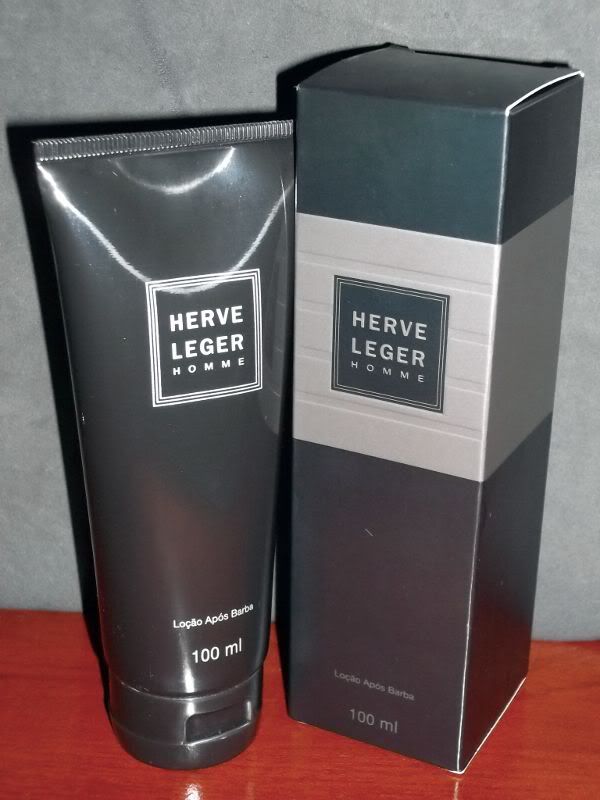 HERVE
LEGER
HOMME
Loção Após Barba
100 ml
HERVE
LEGER
HOMME
Loção Após Barba
100 ml